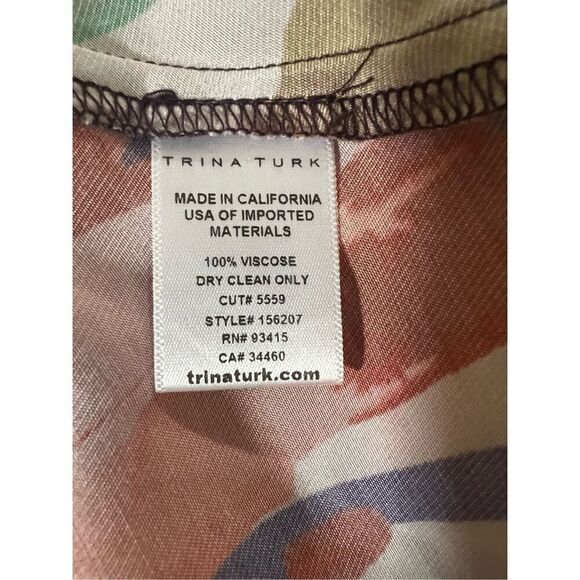 TRINA TURK
MADE IN CALIFORNIA
USA OF IMPORTED
MATERIALS
100% VISCOSE
DRY CLEAN ONLY
CUT# 5559
STYLE# 156207
RN# 93415
CA# 34460
trinaturk.com